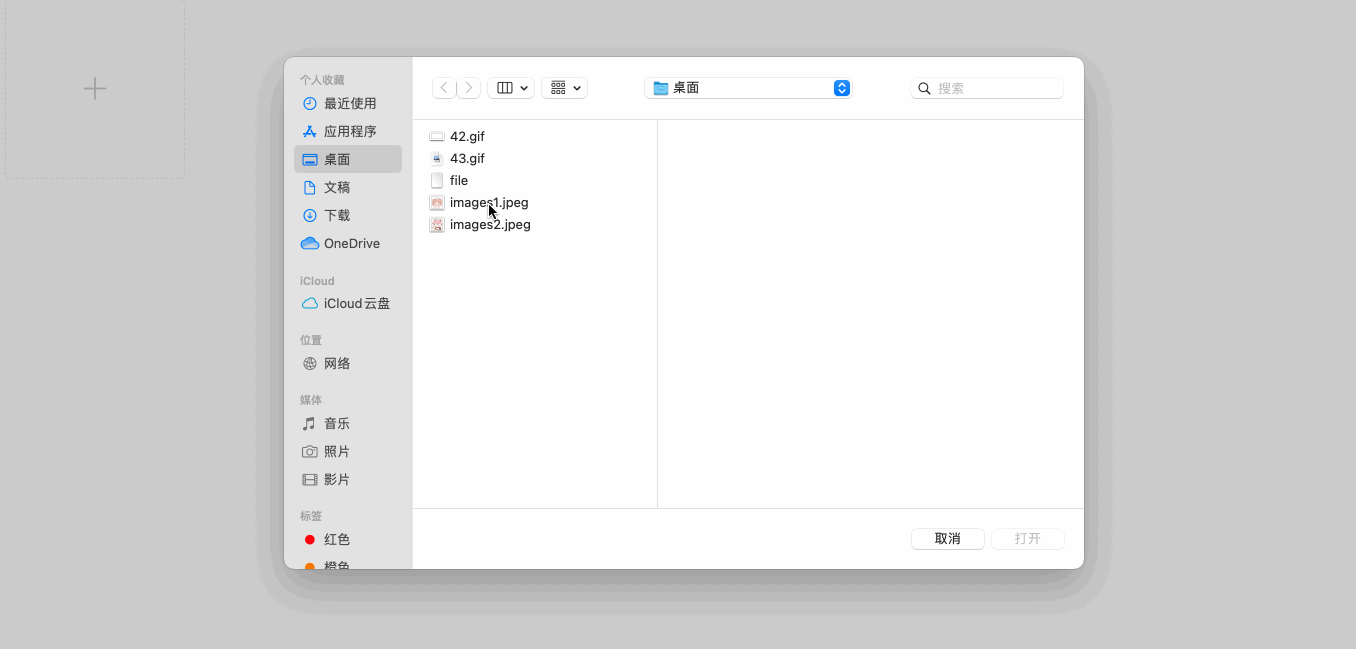 个人收藏
最近使用
应用程序
桌面
文稿
下载
OneDrive
iCloud
iCloud 云盘
位置
网络
媒体
音乐
照片
影片
标签
红色
橙色
桌面
搜索
42.gif
43.gif
file
images1.jpeg
images2.jpeg
取消
打开